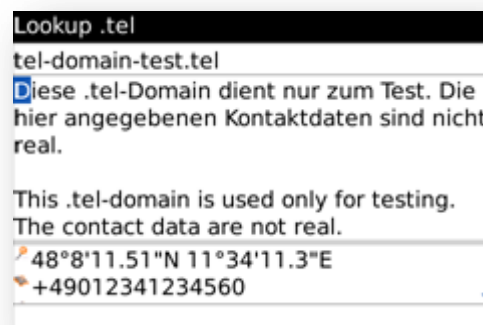 Lookup .tel
tel-domain-test.tel
Diese .tel-Domain dient nur zum Test. Die
hier angegebenen Kontaktdaten sind nicht
real.
This .tel-domain is used only for testing.
The contact data are not real.
48°8'11.51"N 11°34'11.3"E
+49012341234560